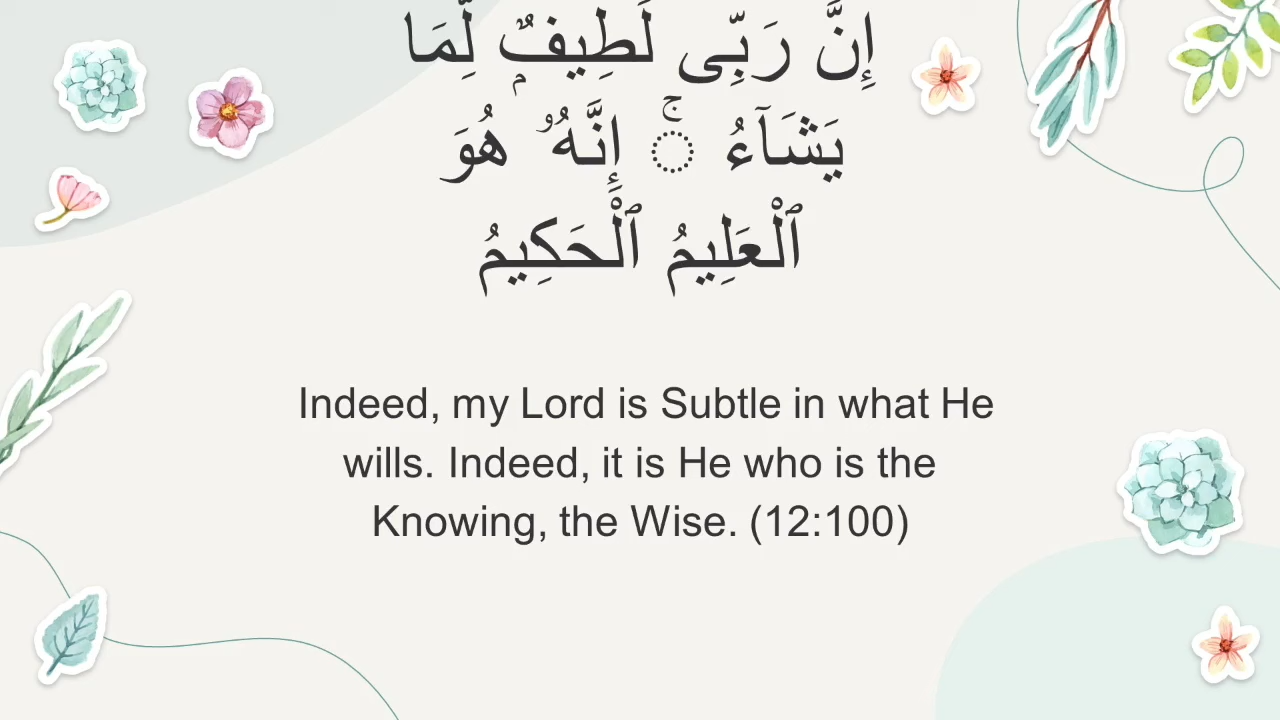 إِنَّ رَبِّى لَطِيفٌۭ لِّمَا
يَشَآءُ ۚ إِنَّهُۥ هُوَ
ٱلْعَلِيمُ ٱلْحَكِيمُ
Indeed, my Lord is Subtle in what He
wills. Indeed, it is He who is the
Knowing, the Wise. (12:100)